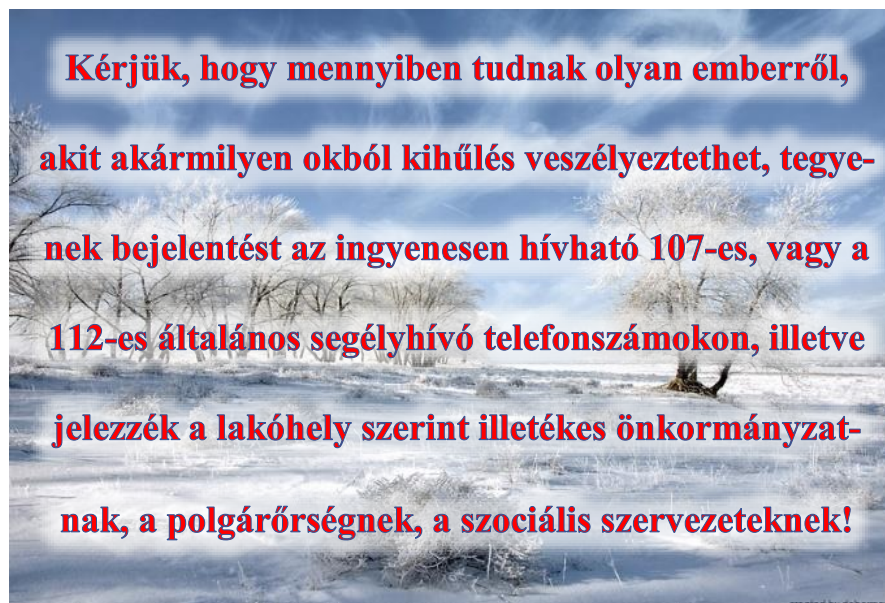 Kérjük, hogy mennyiben tudnak olyan emberről,
akit akármilyen okból kihűlés veszélyeztethet, tegye-
nek bejelentést az ingyenesen hívható 107-es, vagy a
112-es általános segélyhívó telefonszámokon, illetve
jelezzék a lakóhely szerint illetékes önkormányzat-
nak, a polgárőrségnek, a szociális szervezeteknek!